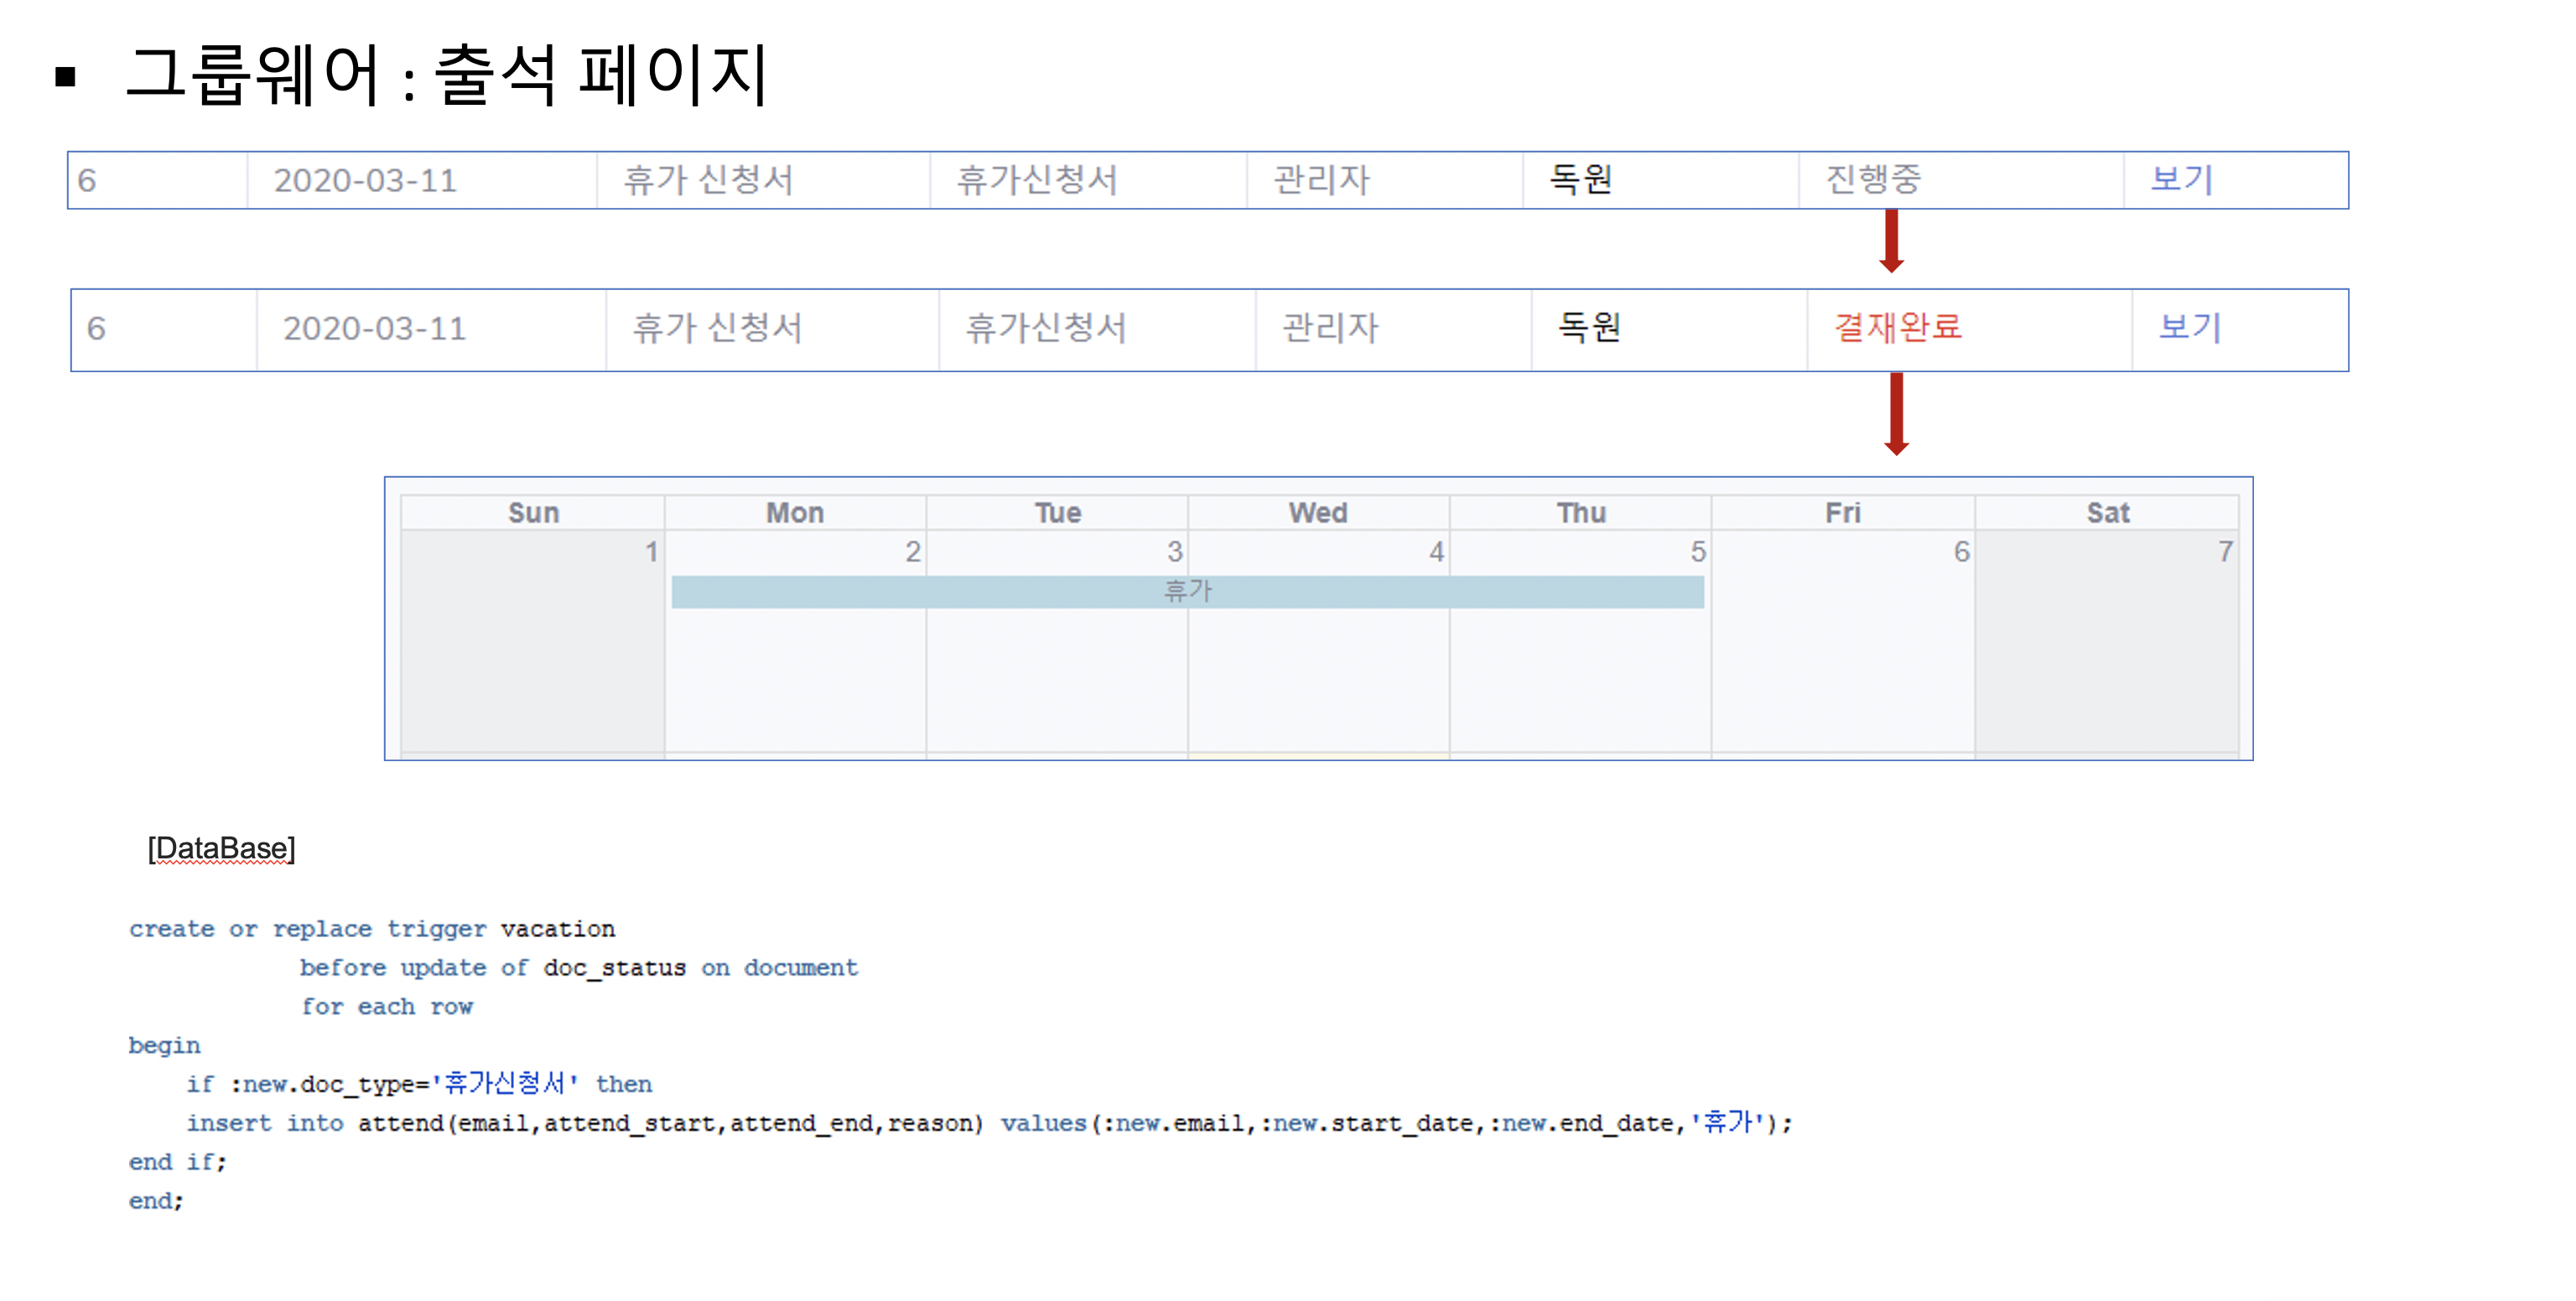 ▪ 그룹웨어 : 출석 페이지
6 2020-03-11 휴가 신청서 휴가신청서 관리자 독원 진행중 보기
6 2020-03-11 휴가 신청서 휴가신청서 관리자 독원 결재완료 보기
Sun Mon Tue Wed Thu Fri Sat
1 2 3 4 5 6 7
휴가
[DataBase]
create or replace trigger vacation
before update of doc_status on document
for each row
begin
if :new.doc_type='휴가신청서' then
insert into attend(email,attend_start,attend_end,reason) values(:new.email,:new.start_date,:new.end_date,'휴가');
end if;
end;